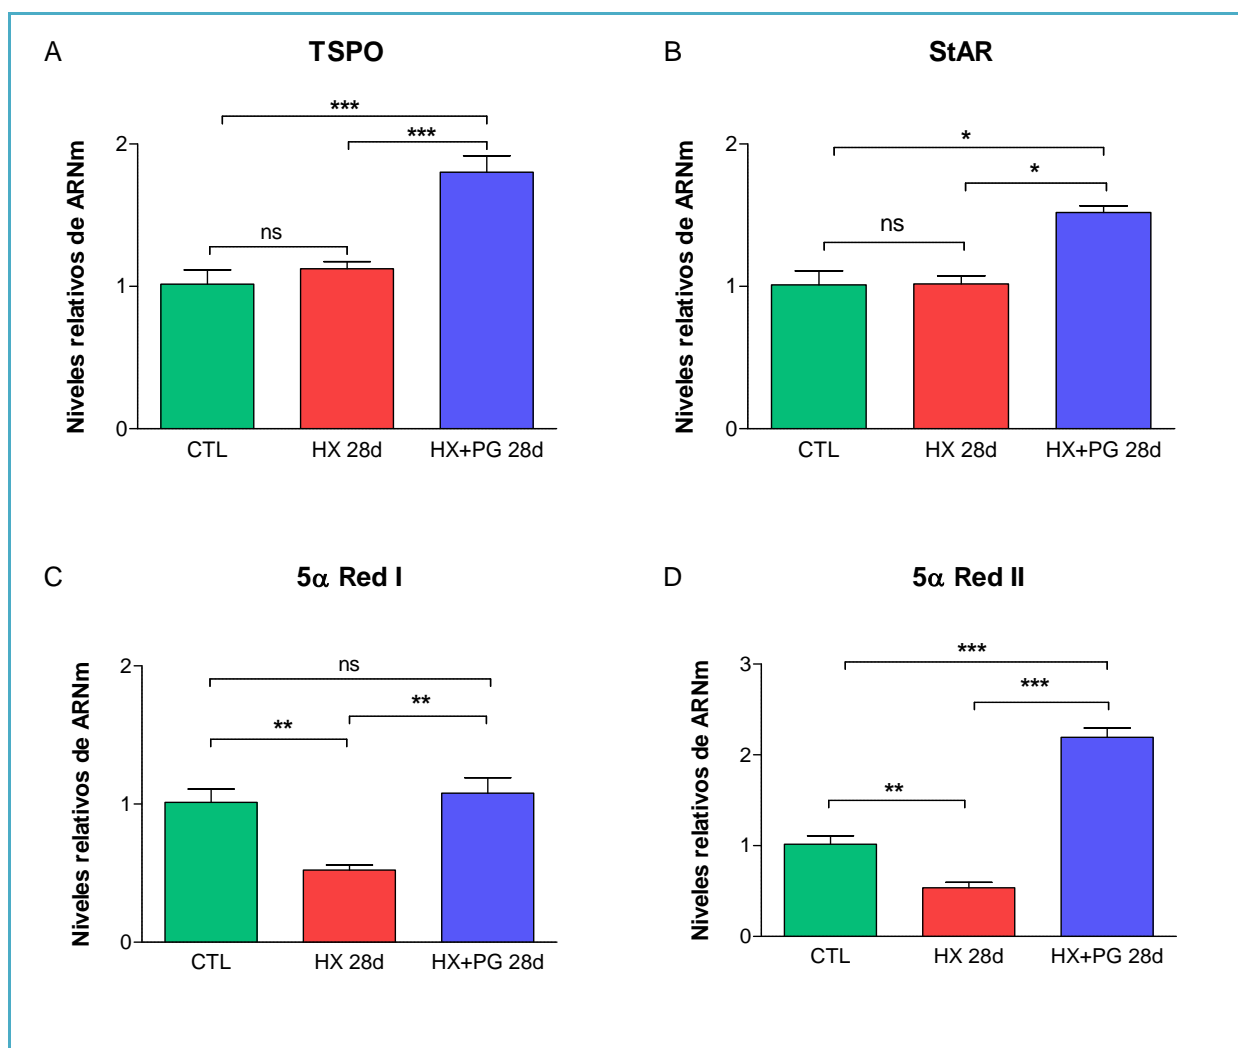 A
TSPO
Niveles relativos de ARNm
2
1
0
***
***
ns
CTL
HX 28d
HX+PG 28d
B
StAR
Niveles relativos de ARNm
2
1
0
*
*
ns
CTL
HX 28d
HX+PG 28d
C
5α Red I
Niveles relativos de ARNm
2
1
0
ns
**
**
CTL
HX 28d
HX+PG 28d
D
5α Red II
Niveles relativos de ARNm
3
2
1
0
***
***
**
CTL
HX 28d
HX+PG 28d